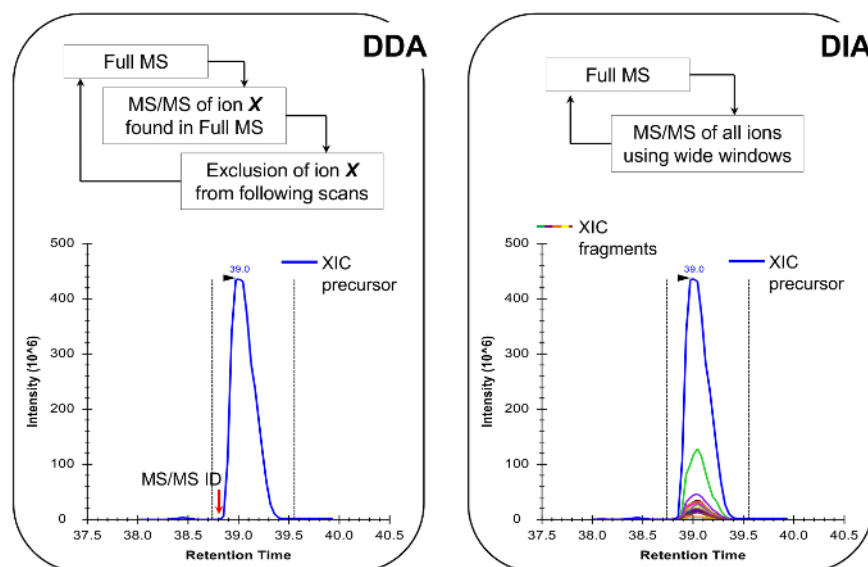 DDA
Full MS
MS/MS of ion X
found in Full MS
Exclusion of ion X
from following scans
500
400
300
200
100
0
Intensity (10^6)
39.0
XIC
precursor
MS/MS ID
37.5 38.0 38.5 39.0 39.5 40.0 40.5
Retention Time
DIA
Full MS
MS/MS of all ions
using wide windows
XIC
fragments
500
400
300
200
100
0
Intensity (10^6)
39.0
XIC
precursor
37.5 38.0 38.5 39.0 39.5 40.0 40.5
Retention Time